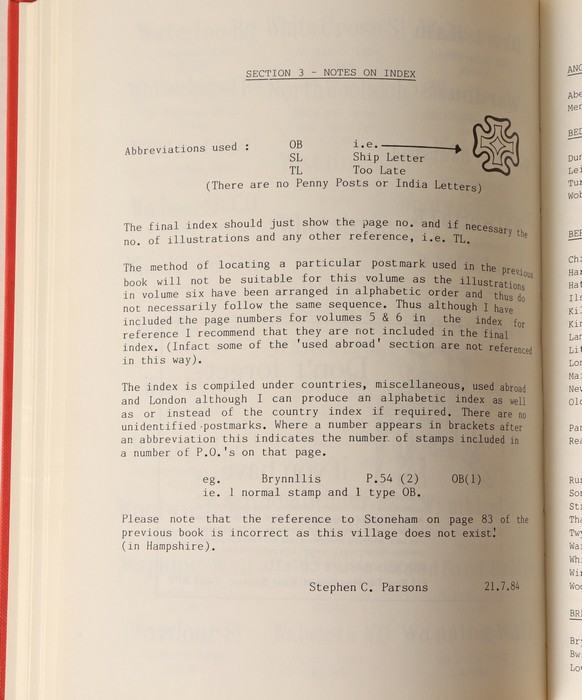 SECTION 3 - NOTES ON INDEX
Abbreviations used : OB i.e.
SL Ship Letter
TL Too Late
(There are no Penny Posts or India Letters)
The final index should just show the page no. and if necessary the
no. of illustrations and any other reference, i.e. TL.
The method of locating a particular postmark used in the previous
book will not be suitable for this volume as the illustrations
in volume six have been arranged in alphabetic order and thus do
not necessarily follow the same sequence. Thus although I have
included the page numbers for volumes 5 & 6 in the index for
reference I recommend that they are not included in the final
index. (Infact some of the 'used abroad' section are not referenced
in this way).
The index is compiled under countries, miscellaneous, used abroad
and London although I can produce an alphabetic index as well
as or instead of the country index if required. There are no
unidentified postmarks. Where a number appears in brackets after
an abbreviation this indicates the number of stamps included in
a number of P.O.'s on that page.
eg. Brynnllis P.54 (2) OB(1)
ie. 1 normal stamp and 1 type OB.
Please note that the reference to Stoneham on page 83 of the
previous book is incorrect as this village does not exist!
(in Hampshire).
Stephen C. Parsons 21.7.84